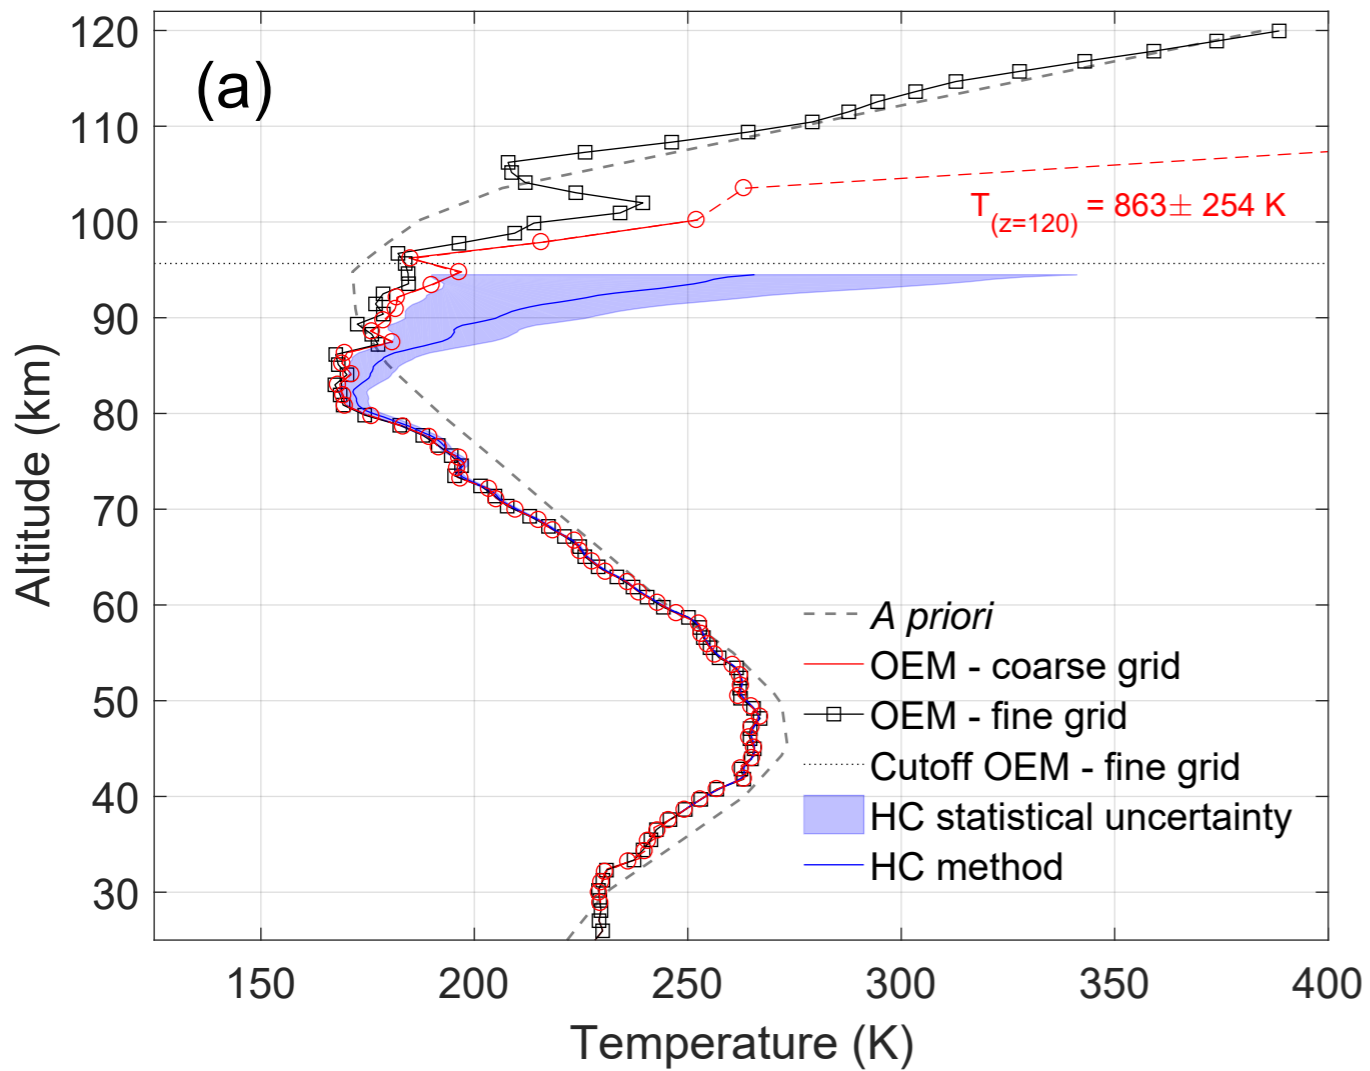 (a)
120
110
100
90
80
70
60
50
40
30
Altitude (km)
T(z=120) = 863± 254 K
A priori
OEM - coarse grid
OEM - fine grid
Cutoff OEM - fine grid
HC statistical uncertainty
HC method
150 200 250 300 350 400
Temperature (K)